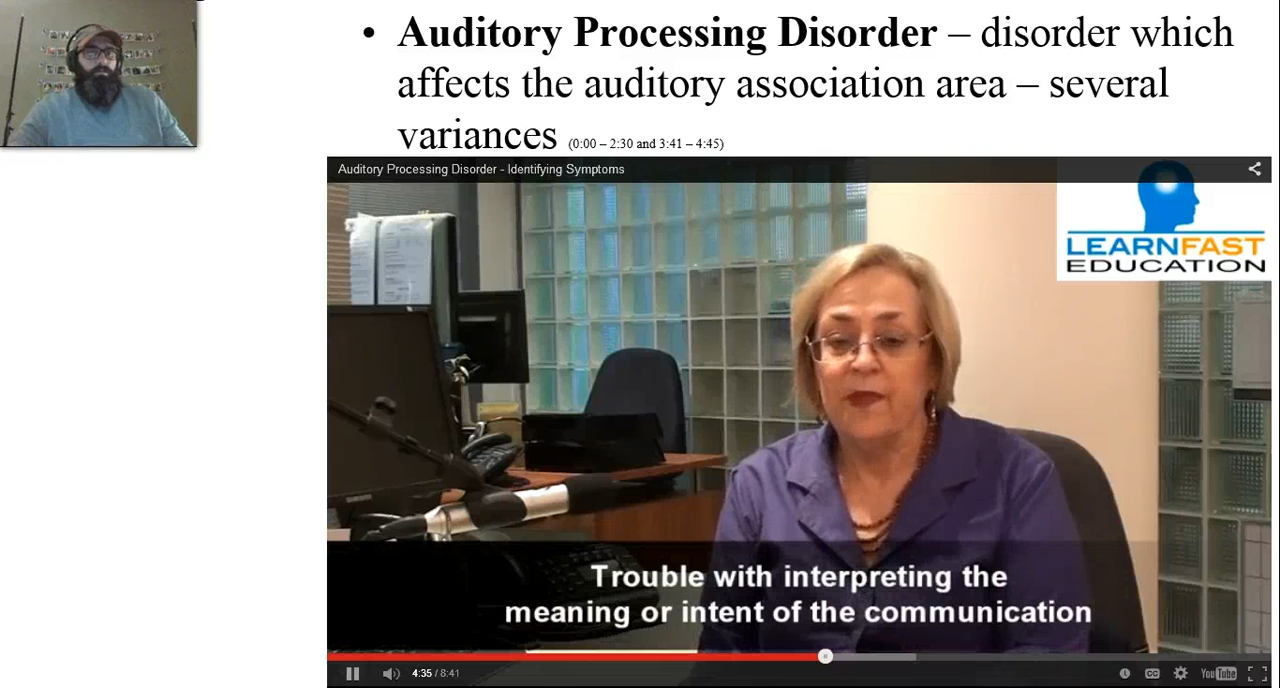 • Auditory Processing Disorder – disorder which
affects the auditory association area – several
variances (0:00 – 2:30 and 3:41 – 4:45)
Auditory Processing Disorder - Identifying Symptoms
LEARNFAST
EDUCATION
Trouble with interpreting the
meaning or intent of the communication
4:35 / 8:41
CC
YouTube